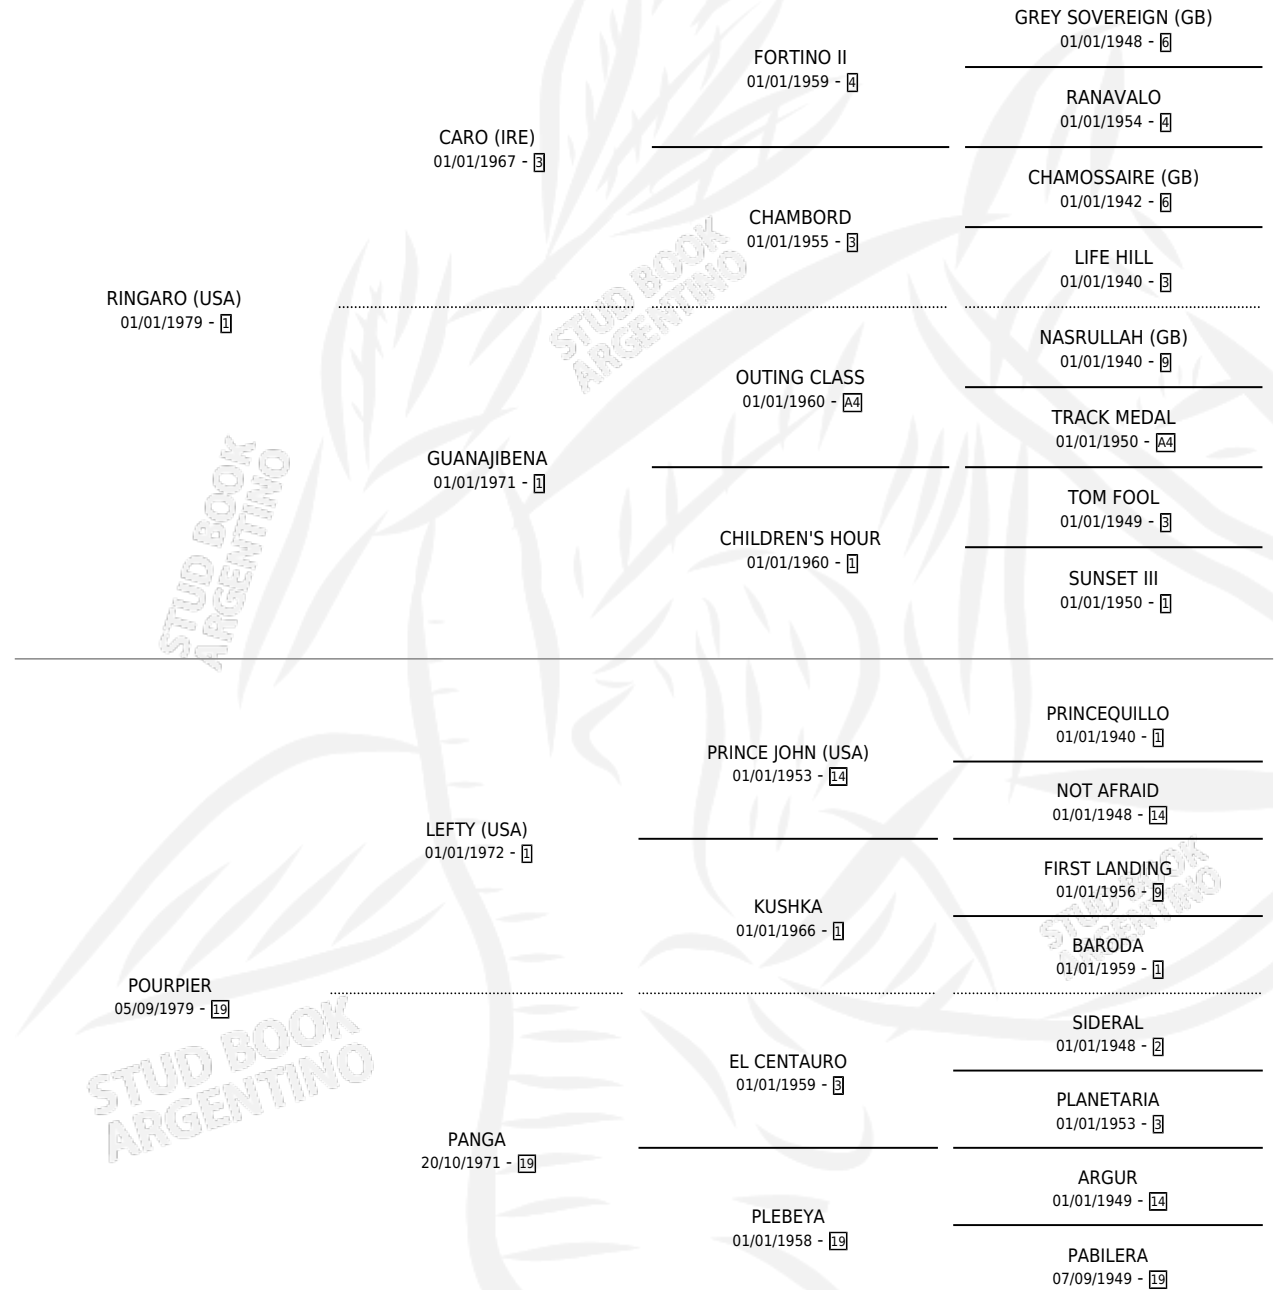 GREY SOVEREIGN (GB)
01/01/1948 - 6
FORTINO II
01/01/1959 - 4
RANAVALO
01/01/1954 - 4
CARO (IRE)
01/01/1967 - 3
CHAMOSSAIRE (GB)
01/01/1942 - 6
CHAMBORD
01/01/1955 - 3
LIFE HILL
01/01/1940 - 3
RINGARO (USA)
01/01/1979 - 1
NASRULLAH (GB)
01/01/1940 - 9
OUTING CLASS
01/01/1960 - A4
TRACK MEDAL
01/01/1950 - A4
GUANAJIBENA
01/01/1971 - 1
TOM FOOL
01/01/1949 - 3
CHILDREN'S HOUR
01/01/1960 - 1
SUNSET III
01/01/1950 - 1
PRINCEQUILLO
01/01/1940 - 1
PRINCE JOHN (USA)
01/01/1953 - 14
NOT AFRAID
01/01/1948 - 14
LEFTY (USA)
01/01/1972 - 1
FIRST LANDING
01/01/1956 - 9
KUSHKA
01/01/1966 - 1
BARODA
01/01/1959 - 1
POURPIER
05/09/1979 - 19
SIDERAL
01/01/1948 - 2
EL CENTAURO
01/01/1959 - 3
PLANETARIA
01/01/1953 - 3
PANGA
20/10/1971 - 19
ARGUR
01/01/1949 - 14
PLEBEYA
01/01/1958 - 19
PABILERA
07/09/1949 - 19
STUD BOOK
ARGENTINO
STUD BOOK
ARGENTINO
STUD BOOK
ARGENTINO
STUD BOOK
ARGENTINO